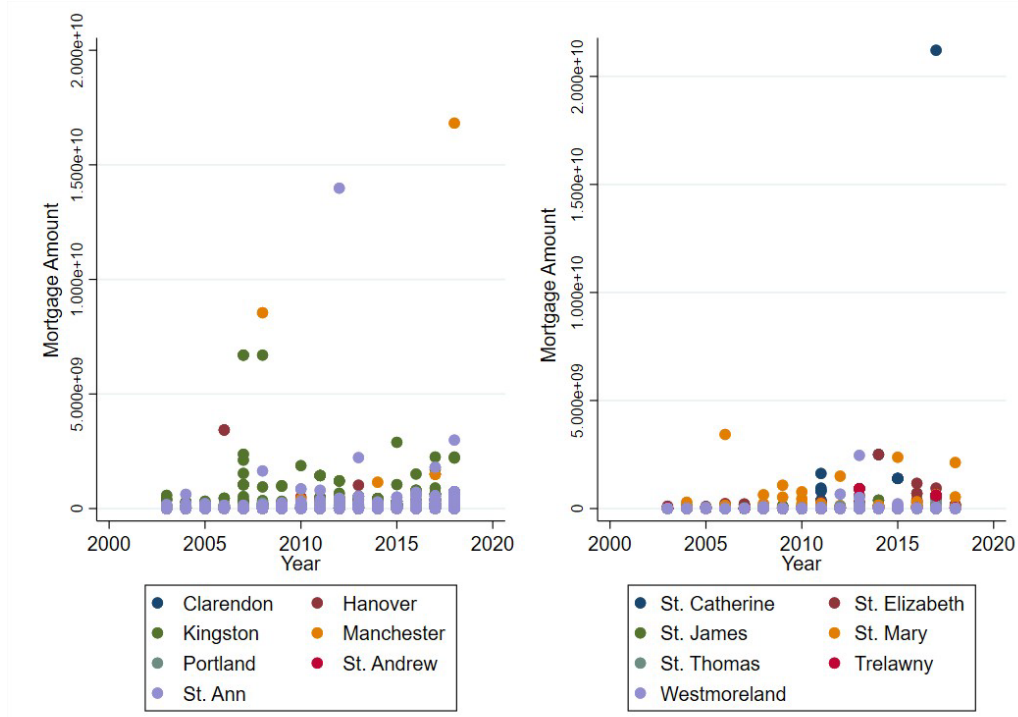 Mortgage Amount
2.000e+10
1.500e+10
1.000e+10
5.000e+09
0
2000 2005 2010 2015 2020
Year
Clarendon Hanover
Kingston Manchester
Portland St. Andrew
St. Ann
Mortgage Amount
2.000e+10
1.500e+10
1.000e+10
5.000e+09
0
2000 2005 2010 2015 2020
Year
St. Catherine St. Elizabeth
St. James St. Mary
St. Thomas Trelawny
Westmoreland